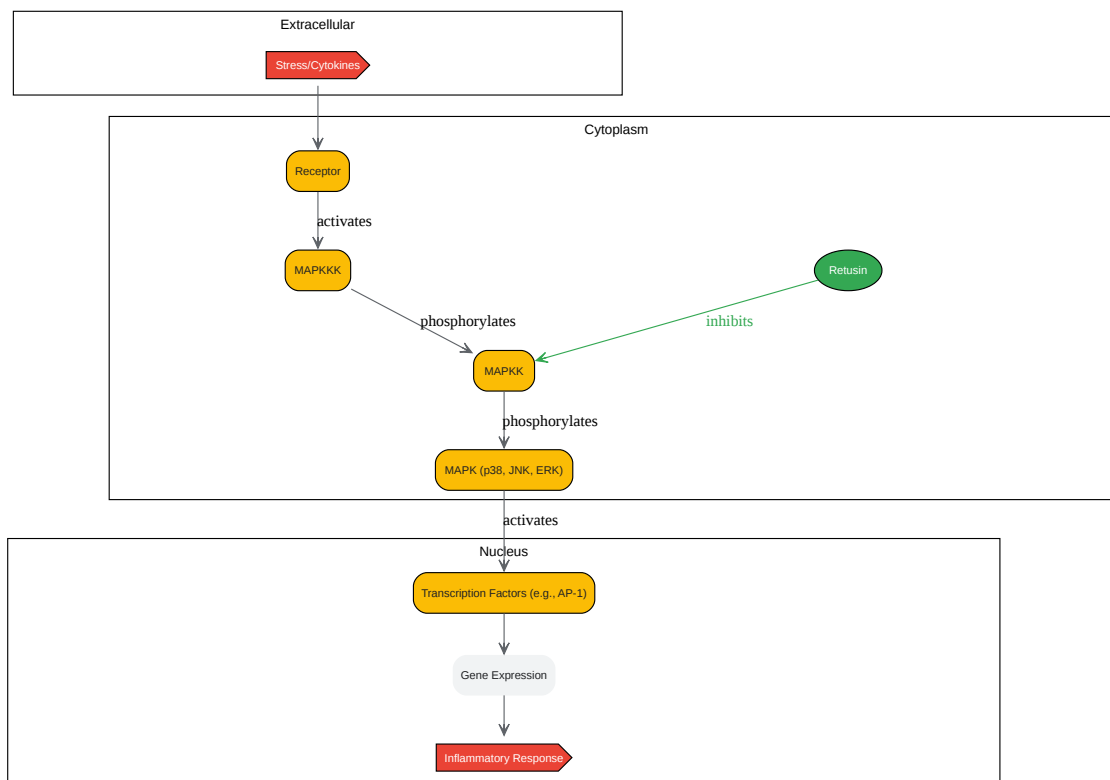 Extracellular
Stress/Cytokines
Cytoplasm
Receptor
activates
MAPKKK
Retusin
phosphorylates
inhibits
MAPKK
phosphorylates
MAPK (p38, JNK, ERK)
activates
Nucleus
Transcription Factors (e.g., AP-1)
Gene Expression
Inflammatory Response